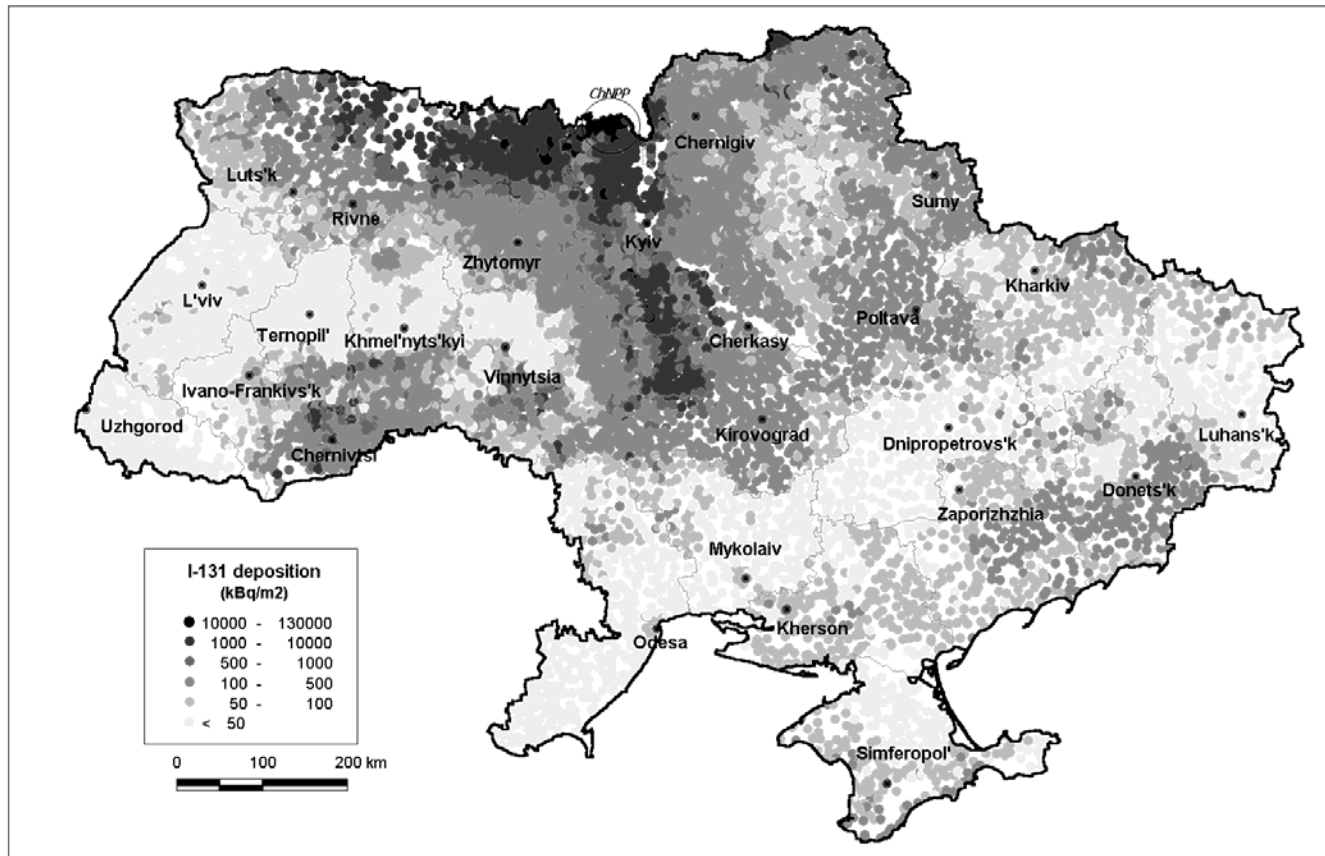 ChNPP
Chernigiv
Luts'k
Sumy
Rivne
Kyiv
Zhytomyr
Kharkiv
L'viv
Poltava
Ternopil'
Khmel'nyts'kyi
Cherkasy
Vinnytsia
Ivano-Frankivs'k
Uzhgorod
Kirovograd
Dnipropetrovs'k
Luhans'k
Chernivtsi
Donets'k
Zaporizhzhia
Mykolaiv
Kherson
Odesa
Simferopol'
I-131 deposition
(kBq/m2)
10000 - 130000
1000 - 10000
500 - 1000
100 - 500
50 - 100
< 50
0 100 200 km